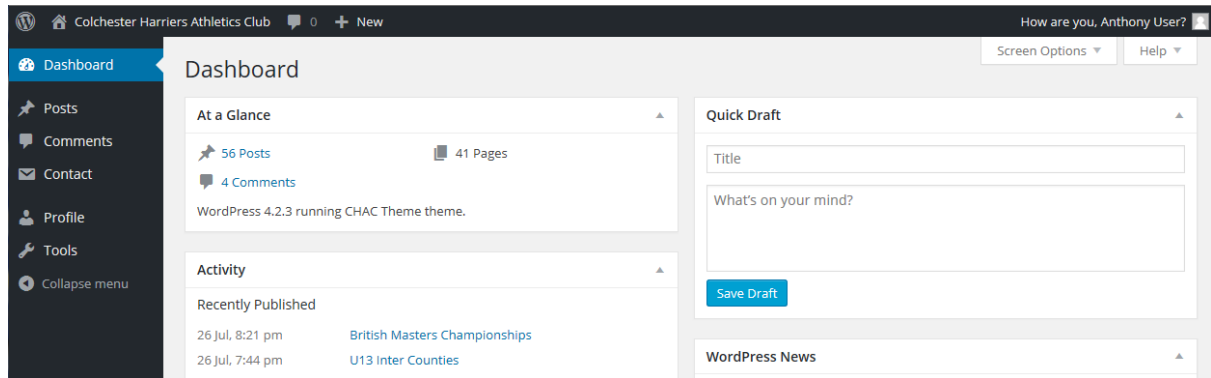 Colchester Harriers Athletics Club 0 New How are you, Anthony User?
Screen Options Help
Dashboard
Posts
Comments
Contact
Profile
Tools
Collapse menu
Dashboard
At a Glance
56 Posts 41 Pages
4 Comments
WordPress 4.2.3 running CHAC Theme theme.
Activity
Recently Published
26 Jul, 8:21 pm British Masters Championships
26 Jul, 7:44 pm U13 Inter Counties
Quick Draft
Title
What's on your mind?
Save Draft
WordPress News